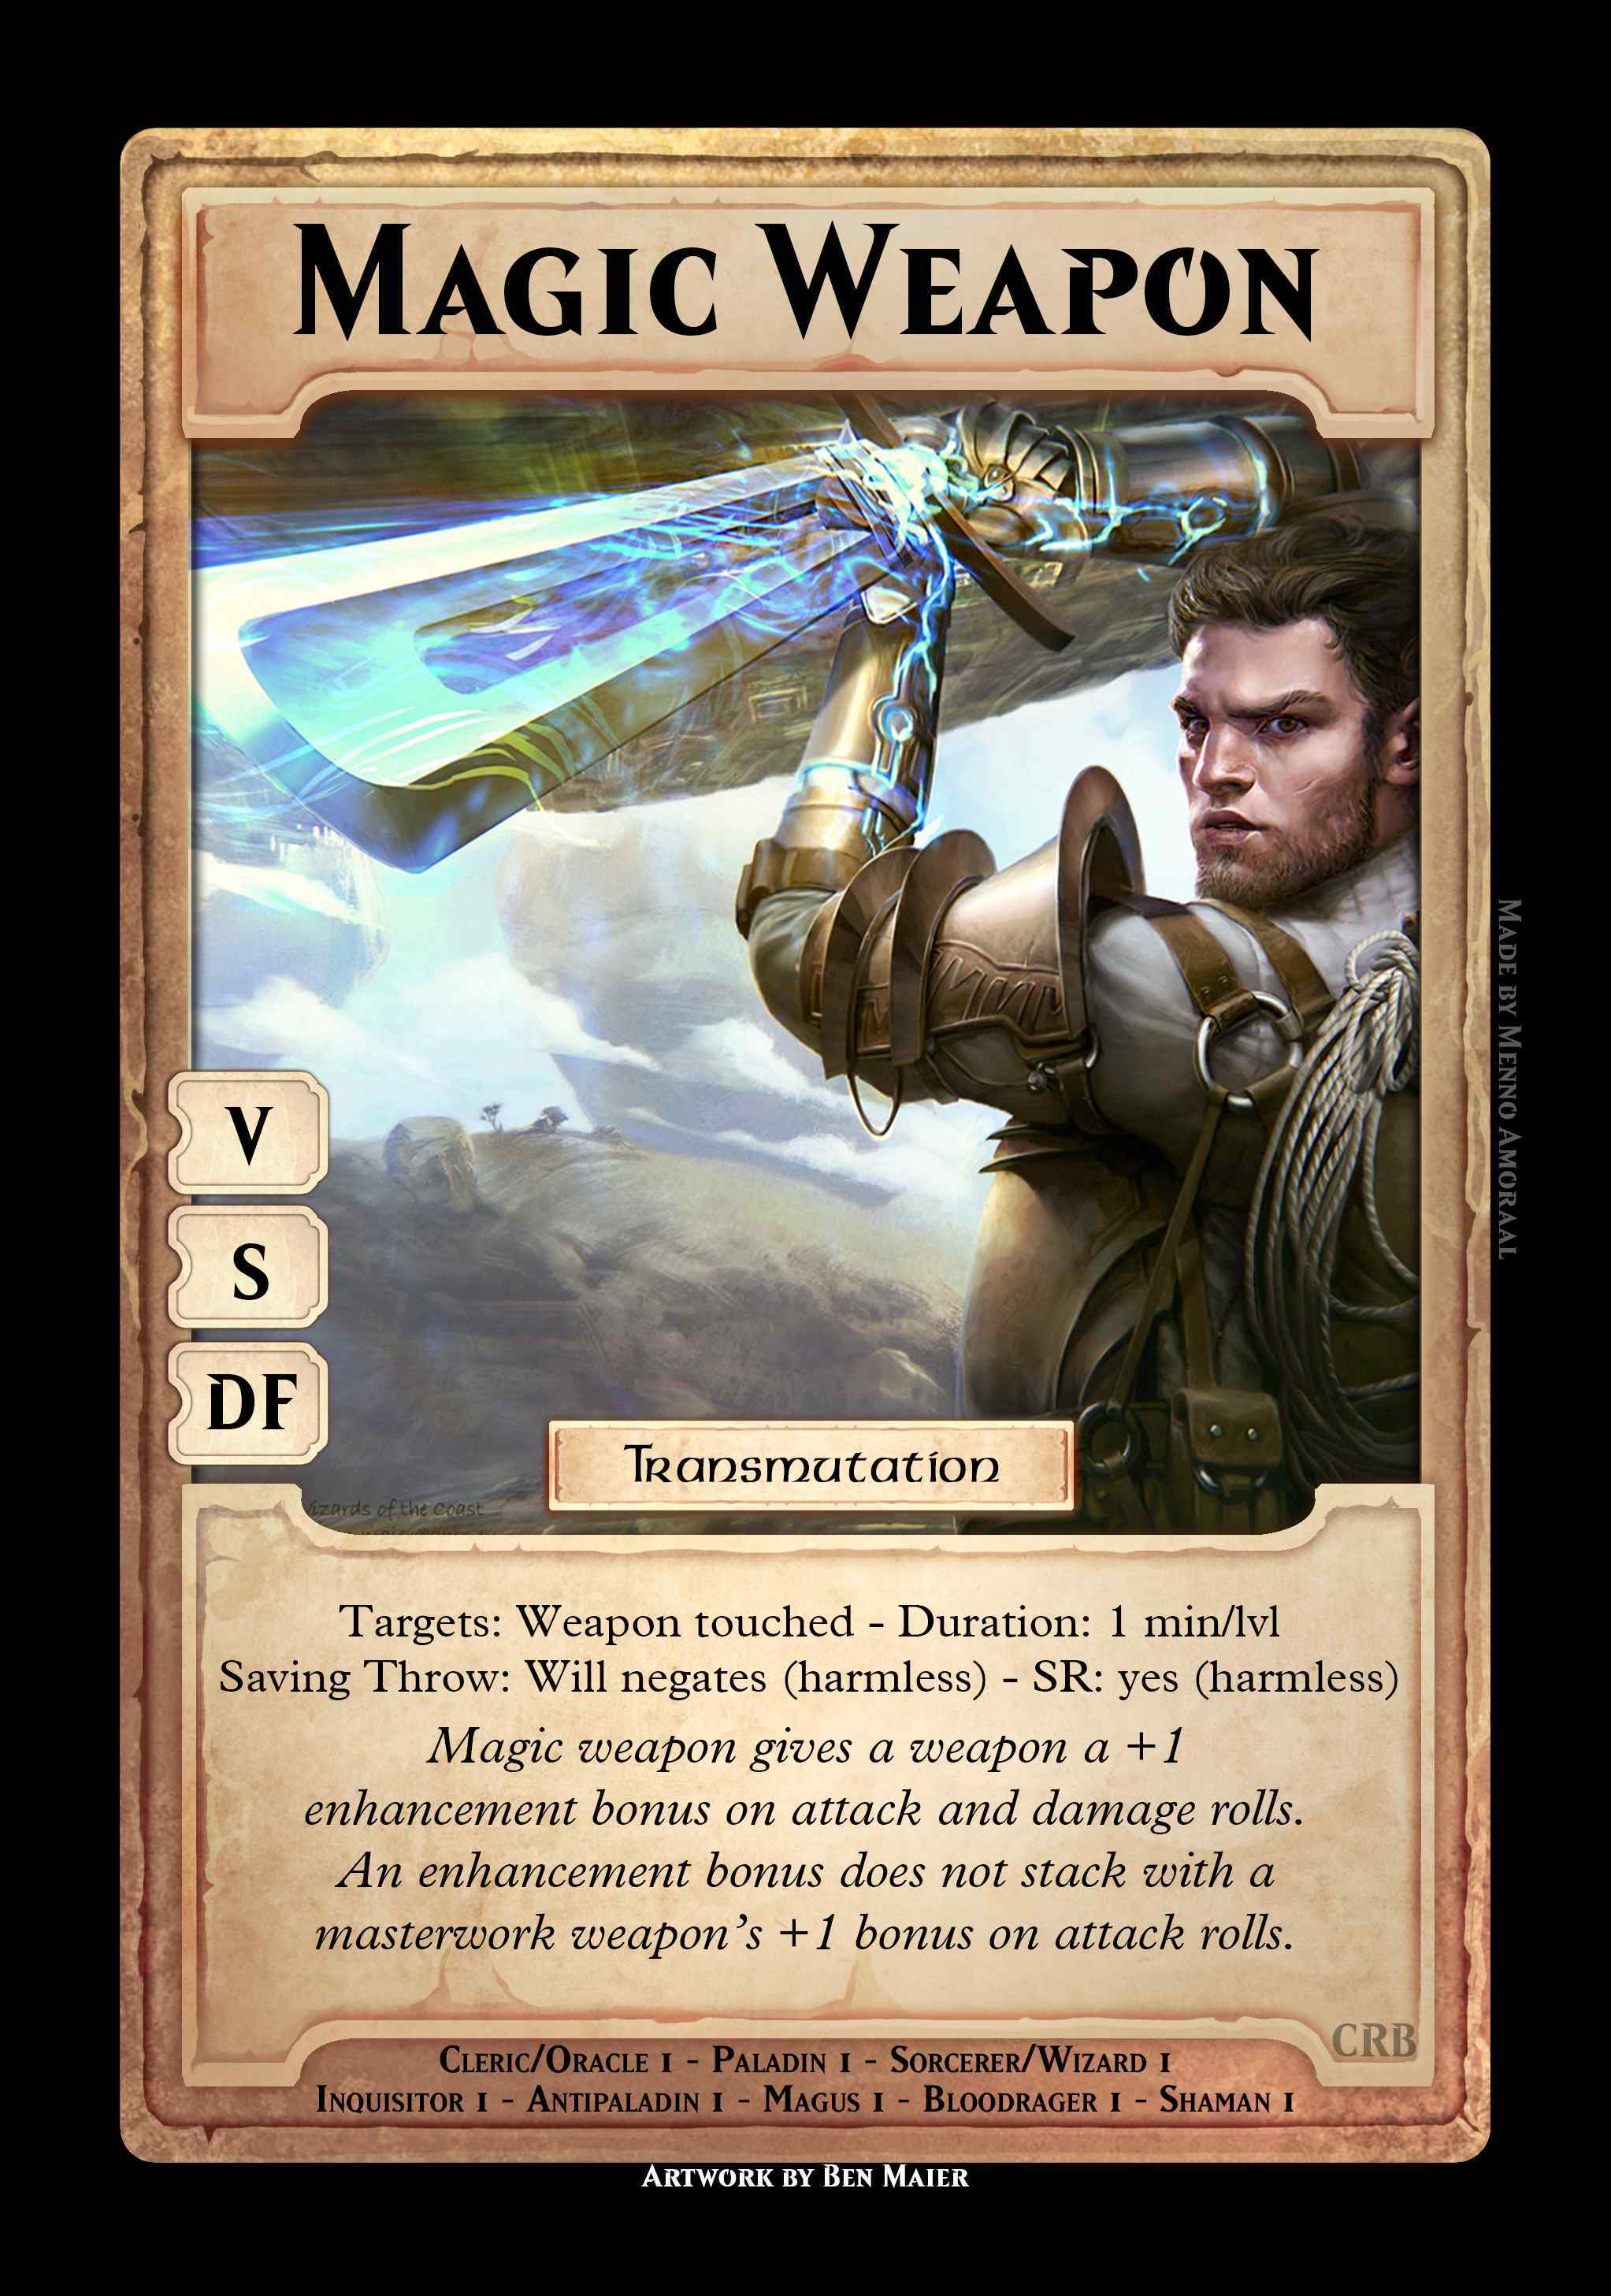 Magic Weapon
V
S
DF
Transmutation
izards of the Coast
Targets: Weapon touched - Duration: 1 min/lvl
Saving Throw: Will negates (harmless) - SR: yes (harmless)
Magic weapon gives a weapon a +1
enhancement bonus on attack and damage rolls.
An enhancement bonus does not stack with a
masterwork weapon's +1 bonus on attack rolls.
CRB
Cleric/Oracle 1 - Paladin 1 - Sorcerer/Wizard 1
Inquisitor 1 - Antipaladin 1 - Magus 1 - Bloodrager 1 - Shaman 1
Artwork by Ben Maier
Made by Menno Amoraal